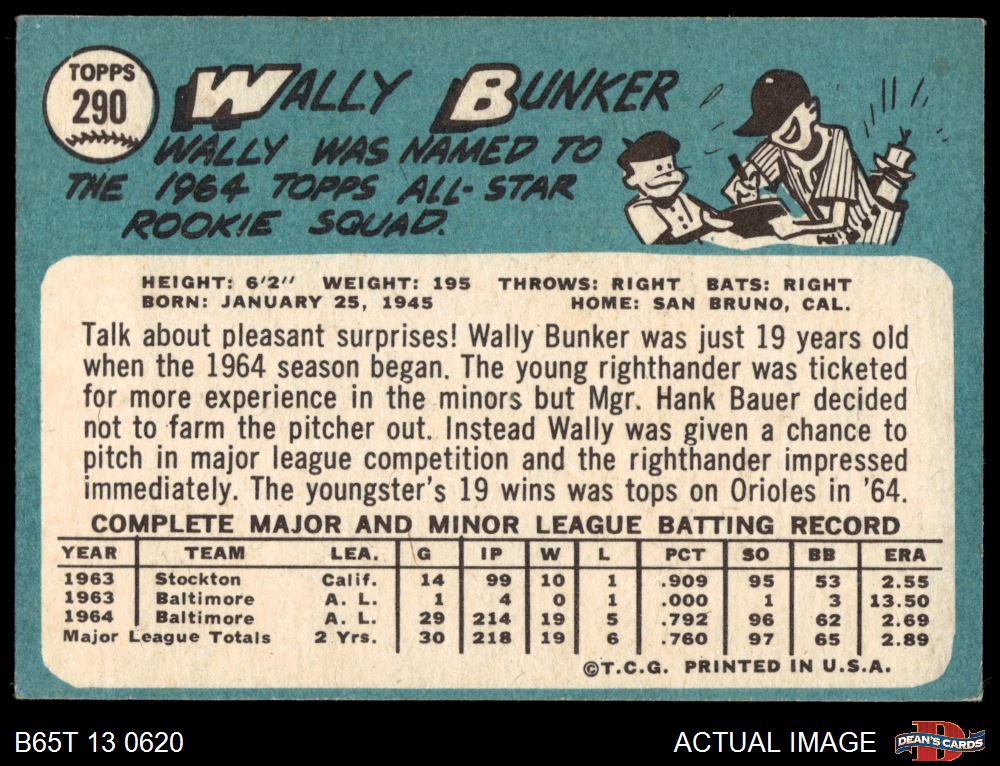 TOPPS
290
WALLY BUNKER
WALLY WAS NAMED TO
THE 1964 TOPPS ALL-STAR
ROOKIE SQUAD.
HEIGHT: 6'2" WEIGHT: 195 THROWS: RIGHT BATS: RIGHT
BORN: JANUARY 25, 1945 HOME: SAN BRUNO, CAL.
Talk about pleasant surprises! Wally Bunker was just 19 years old
when the 1964 season began. The young righthander was ticketed
for more experience in the minors but Mgr. Hank Bauer decided
not to farm the pitcher out. Instead Wally was given a chance to
pitch in major league competition and the righthander impressed
immediately. The youngster's 19 wins was tops on Orioles in '64.
COMPLETE MAJOR AND MINOR LEAGUE BATTING RECORD
YEAR TEAM LEA. G IP W L PCT SO BB ERA
1963 Stockton Calif. 14 99 10 1 .909 95 53 2.55
1963 Baltimore A. L. 1 4 0 1 .000 1 3 13.50
1964 Baltimore A. L. 29 214 19 5 .792 96 62 2.69
Major League Totals 2 Yrs. 30 218 19 6 .760 97 65 2.89
©T.C.G. PRINTED IN U.S.A.
B65T 13 0620 ACTUAL IMAGE DEAN'S CARDS